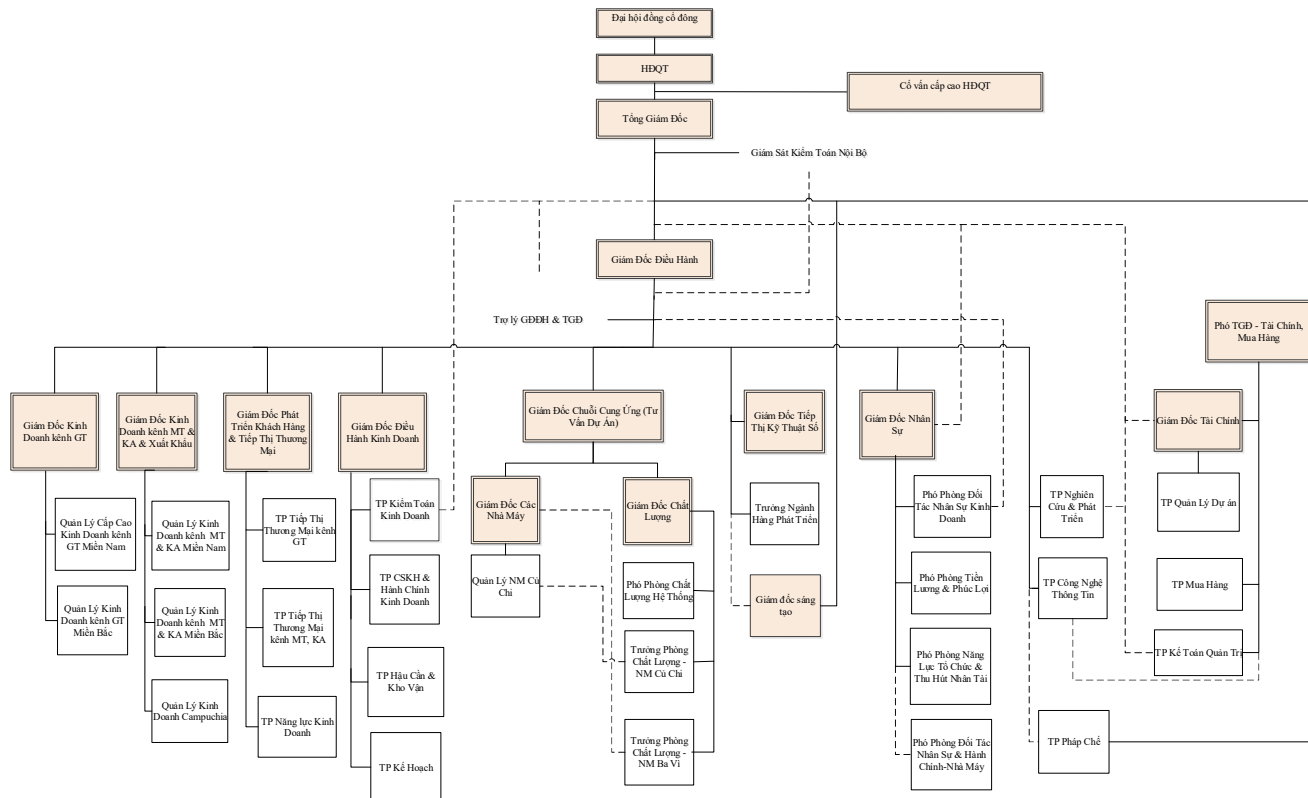 Đại hội đồng cổ đông
HĐQT
Cố vấn cấp cao HĐQT
Tổng Giám Đốc
Giám Sát Kiểm Toán Nội Bộ
Giám Đốc Điều Hành
Trợ lý GĐĐH & TGĐ
Phó TGĐ - Tài Chính,
Mua Hàng
Giám Đốc Kinh
Doanh kênh GT
Giám Đốc Kinh
Doanh kênh MT &
KA & Xuất Khẩu
Giám Đốc Phát
Triển Khách Hàng
& Tiếp Thị Thương
Mại
Giám Đốc Điều
Hành Kinh Doanh
Giám Đốc Chuỗi Cung Ứng (Tư
Vấn Dự Án)
Giám Đốc Tiếp
Thị Kỹ Thuật Số
Giám Đốc Nhân
Sự
Giám Đốc Tài Chính
Quản Lý Cấp Cao
Kinh Doanh kênh
GT Miền Nam
Quản Lý Kinh
Doanh kênh GT
Miền Bắc
Quản Lý Kinh
Doanh kênh MT
& KA Miền Nam
Quản Lý Kinh
Doanh kênh MT
& KA Miền Bắc
Quản Lý Kinh
Doanh Campuchia
TP Tiếp Thị
Thương Mại kênh
GT
TP Tiếp Thị
Thương Mại
kênh MT, KA
TP Năng lực Kinh
Doanh
TP Kiểm Toán
Kinh Doanh
TP CSKH &
Hành Chính
Kinh Doanh
TP Hậu Cần &
Kho Vận
TP Kế Hoạch
Giám Đốc Các
Nhà Máy
Quản Lý NM Củ
Chi
Giám Đốc Chất
Lượng
Phó Phòng Chất
Lượng Hệ Thống
Trưởng Phòng
Chất Lượng -
NM Củ Chi
Trưởng Phòng
Chất Lượng -
NM Ba Vì
Trưởng Ngành
Hàng Phát Triển
Giám đốc sáng
tạo
Phó Phòng Đối
Tác Nhân Sự Kinh
Doanh
Phó Phòng Tiền
Lương & Phúc Lợi
Phó Phòng Năng
Lực Tổ Chức &
Thu Hút Nhân Tài
Phó Phòng Đối Tác
Nhân Sự & Hành
Chính-Nhà Máy
TP Nghiên
Cứu & Phát
Triển
TP Công Nghệ
Thông Tin
TP Pháp Chế
TP Quản Lý Dự án
TP Mua Hàng
TP Kế Toán Quản Trị